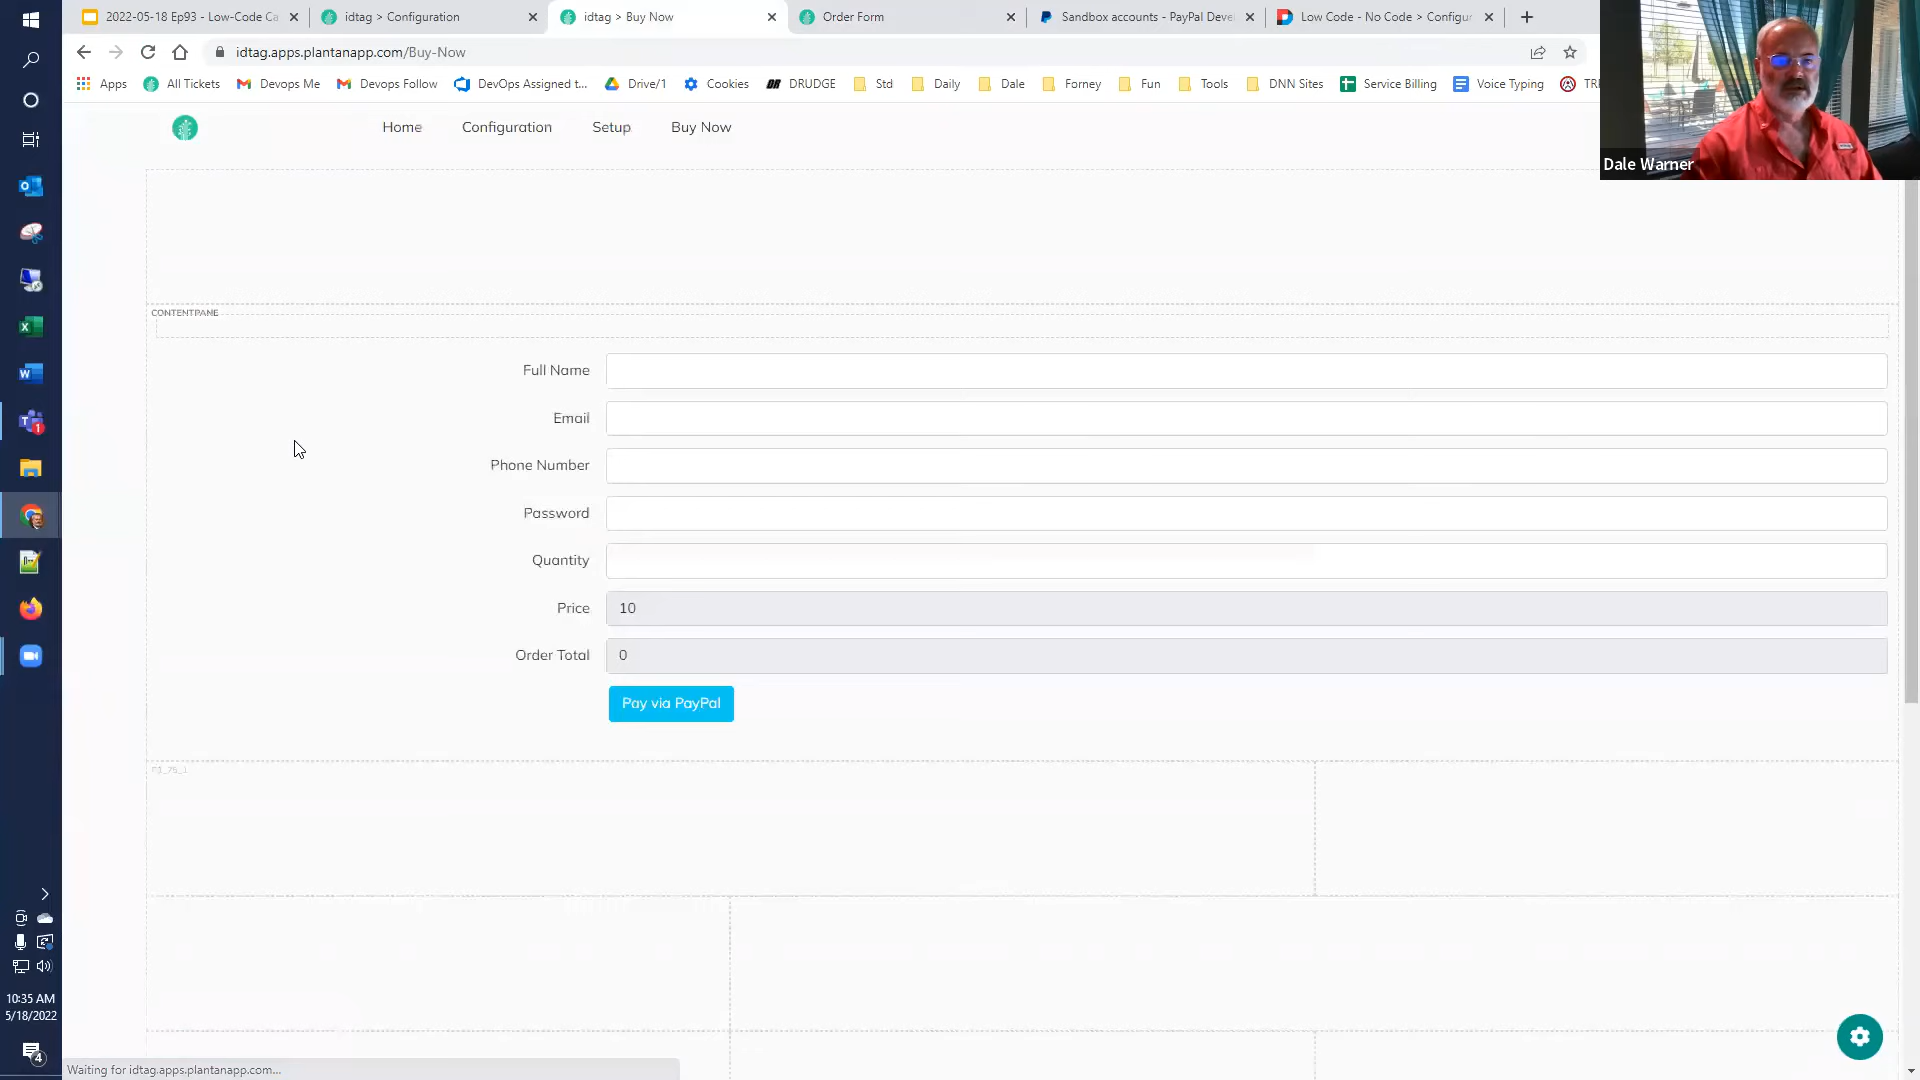 2022-05-18 Ep93 - Low-Code Ca
idtag > Configuration
idtag > Buy Now
Order Form
Sandbox accounts - PayPal Deve
Low Code - No Code > Configur
idtag.apps.plantanapp.com/Buy-Now
Apps
All Tickets
Devops Me
Devops Follow
DevOps Assigned t...
Drive/1
Cookies
DRUDGE
Std
Daily
Dale
Forney
Fun
Tools
DNN Sites
Service Billing
Voice Typing
Home
Configuration
Setup
Buy Now
Dale Warner
CONTENTPANE
Full Name
Email
Phone Number
Password
Quantity
Price
10
Order Total
0
Pay via PayPal
10:35 AM
5/18/2022
4
Waiting for idtag.apps.plantanapp.com...